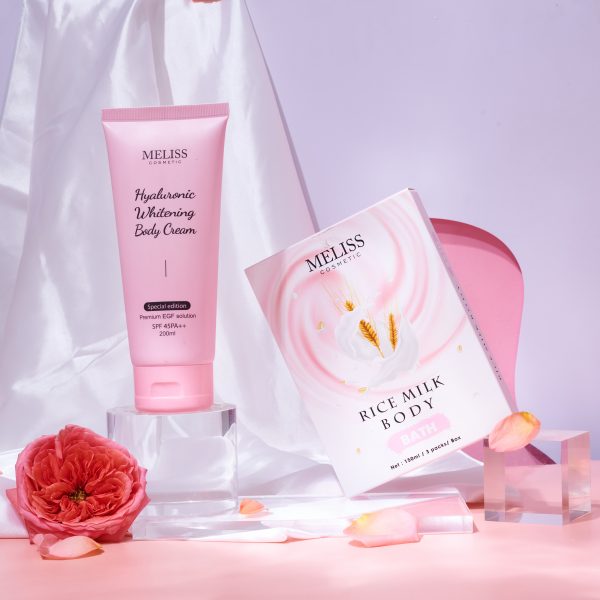 MELISS
COSMETIC
Hyaluronic
Whitening
Body Cream
Special edition
Premium EGF solution
SPF 45PA++
200ml
MELISS
COSMETIC
RICE MILK
BODY
BATH
Net : 150ml / 3 packs/ Box